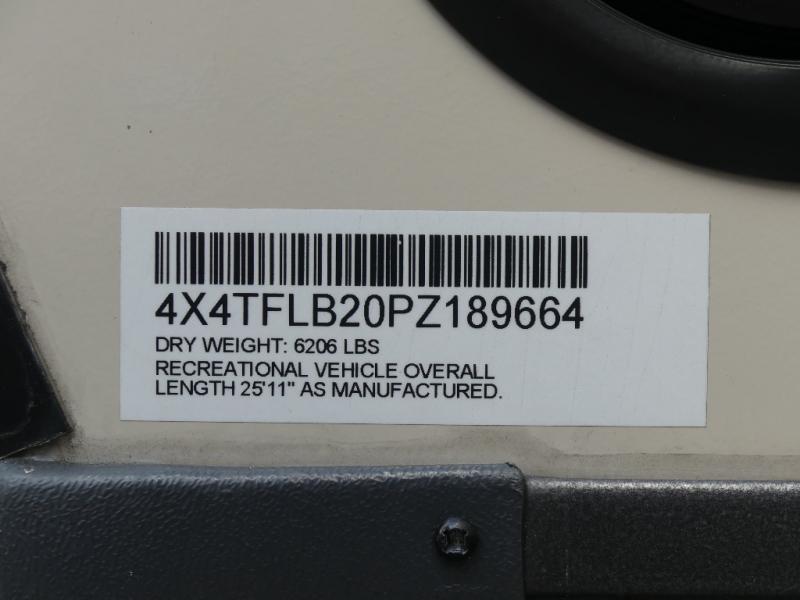 4X4TFLB20PZ189664
DRY WEIGHT: 6206 LBS
RECREATIONAL VEHICLE OVERALL
LENGTH 25'11" AS MANUFACTURED.